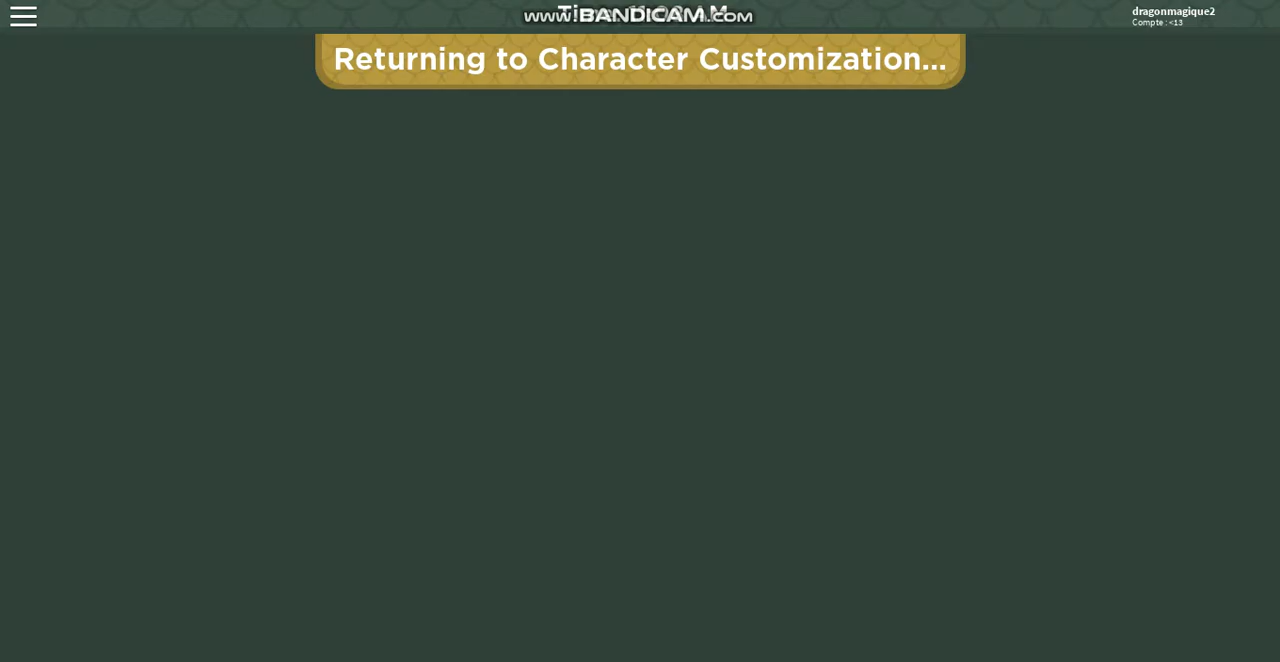 WWW.BANDICAM.COM
dragonmagique2
Compte : <13
Returning to Character Customization...